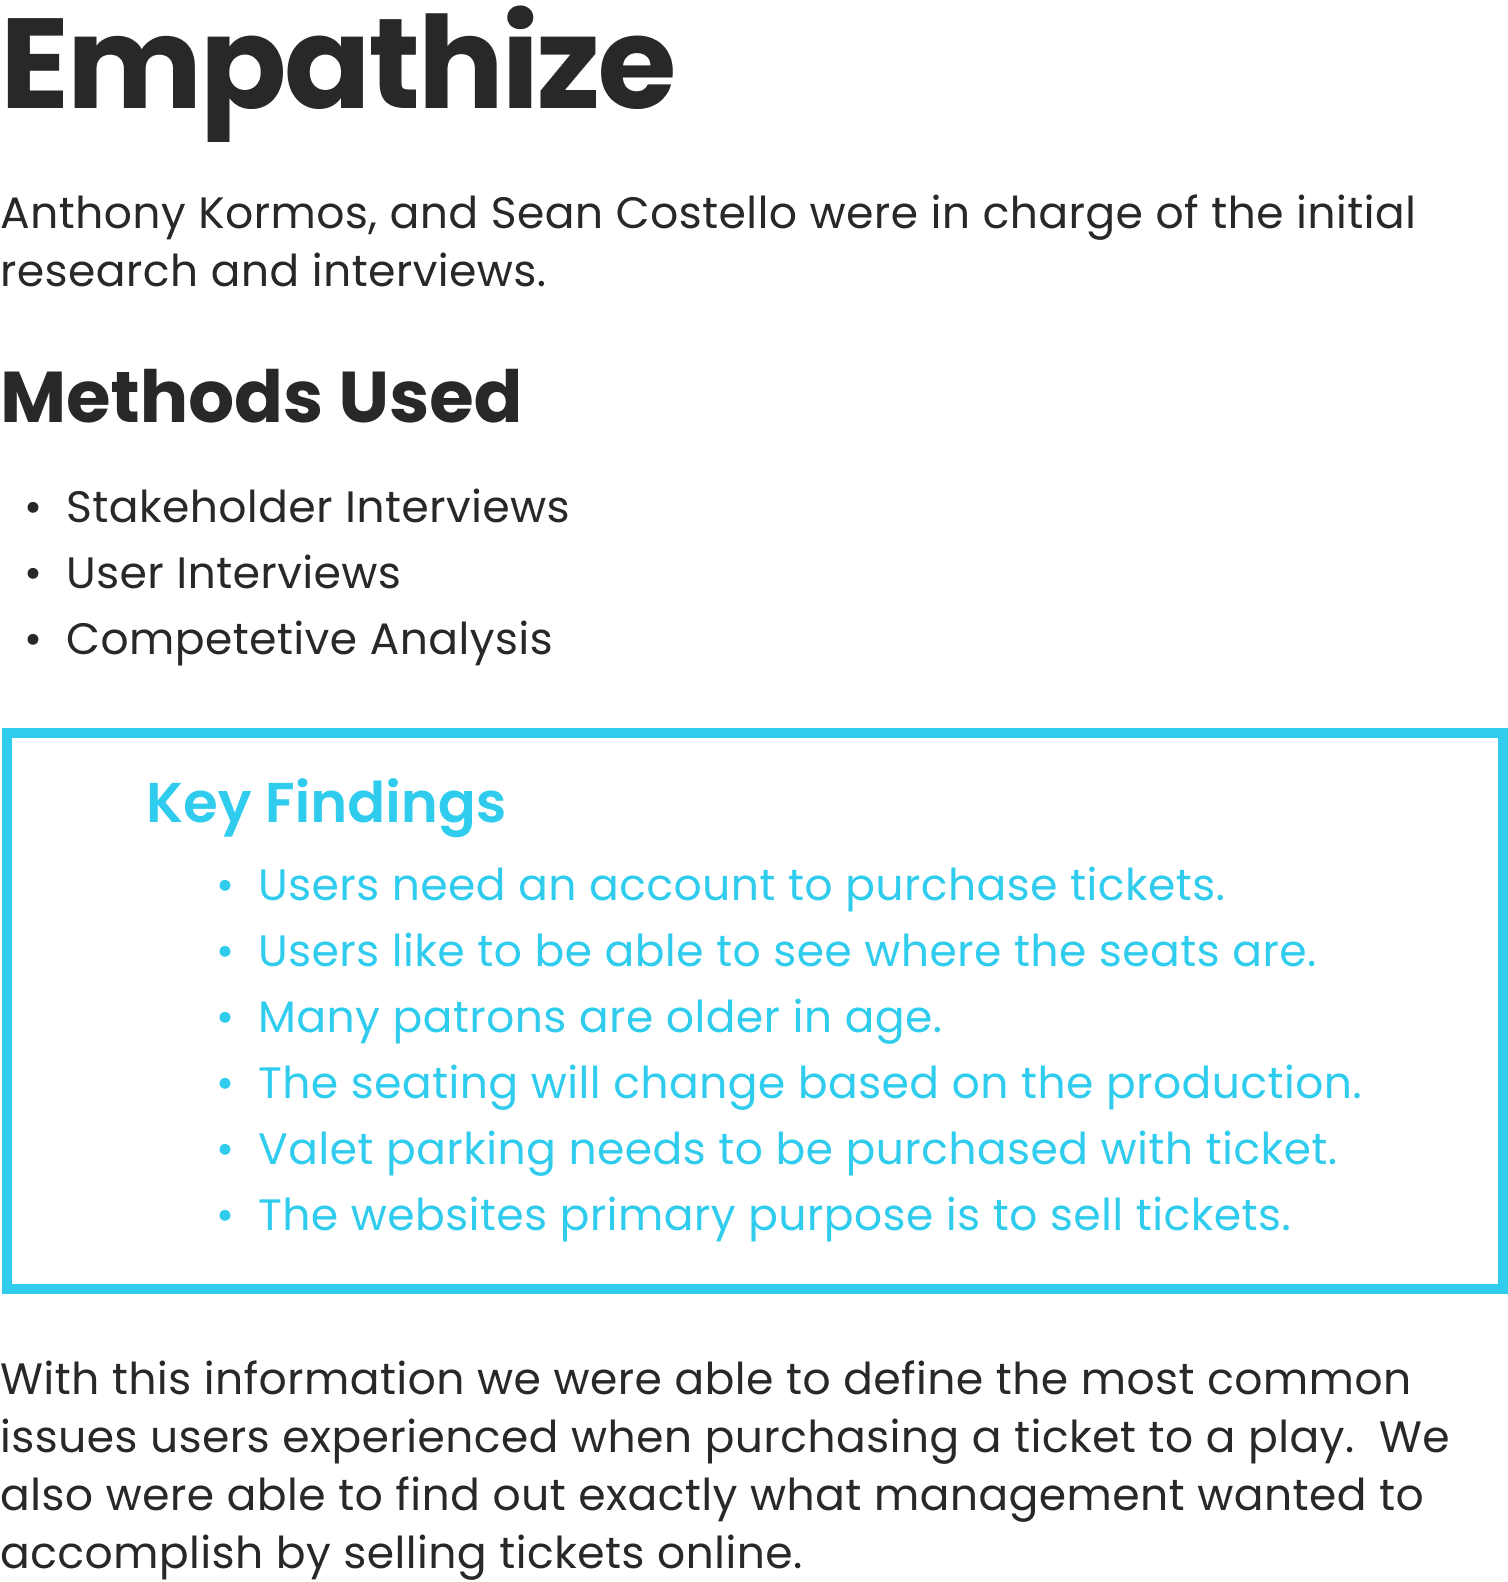 Empathize
Anthony Kormos, and Sean Costello were in charge of the initial
research and interviews.
Methods Used
• Stakeholder Interviews
• User Interviews
• Competetive Analysis
Key Findings
• Users need an account to purchase tickets.
• Users like to be able to see where the seats are.
• Many patrons are older in age.
• The seating will change based on the production.
• Valet parking needs to be purchased with ticket.
• The websites primary purpose is to sell tickets.
With this information we were able to define the most common
issues users experienced when purchasing a ticket to a play.  We
also were able to find out exactly what management wanted to
accomplish by selling tickets online.